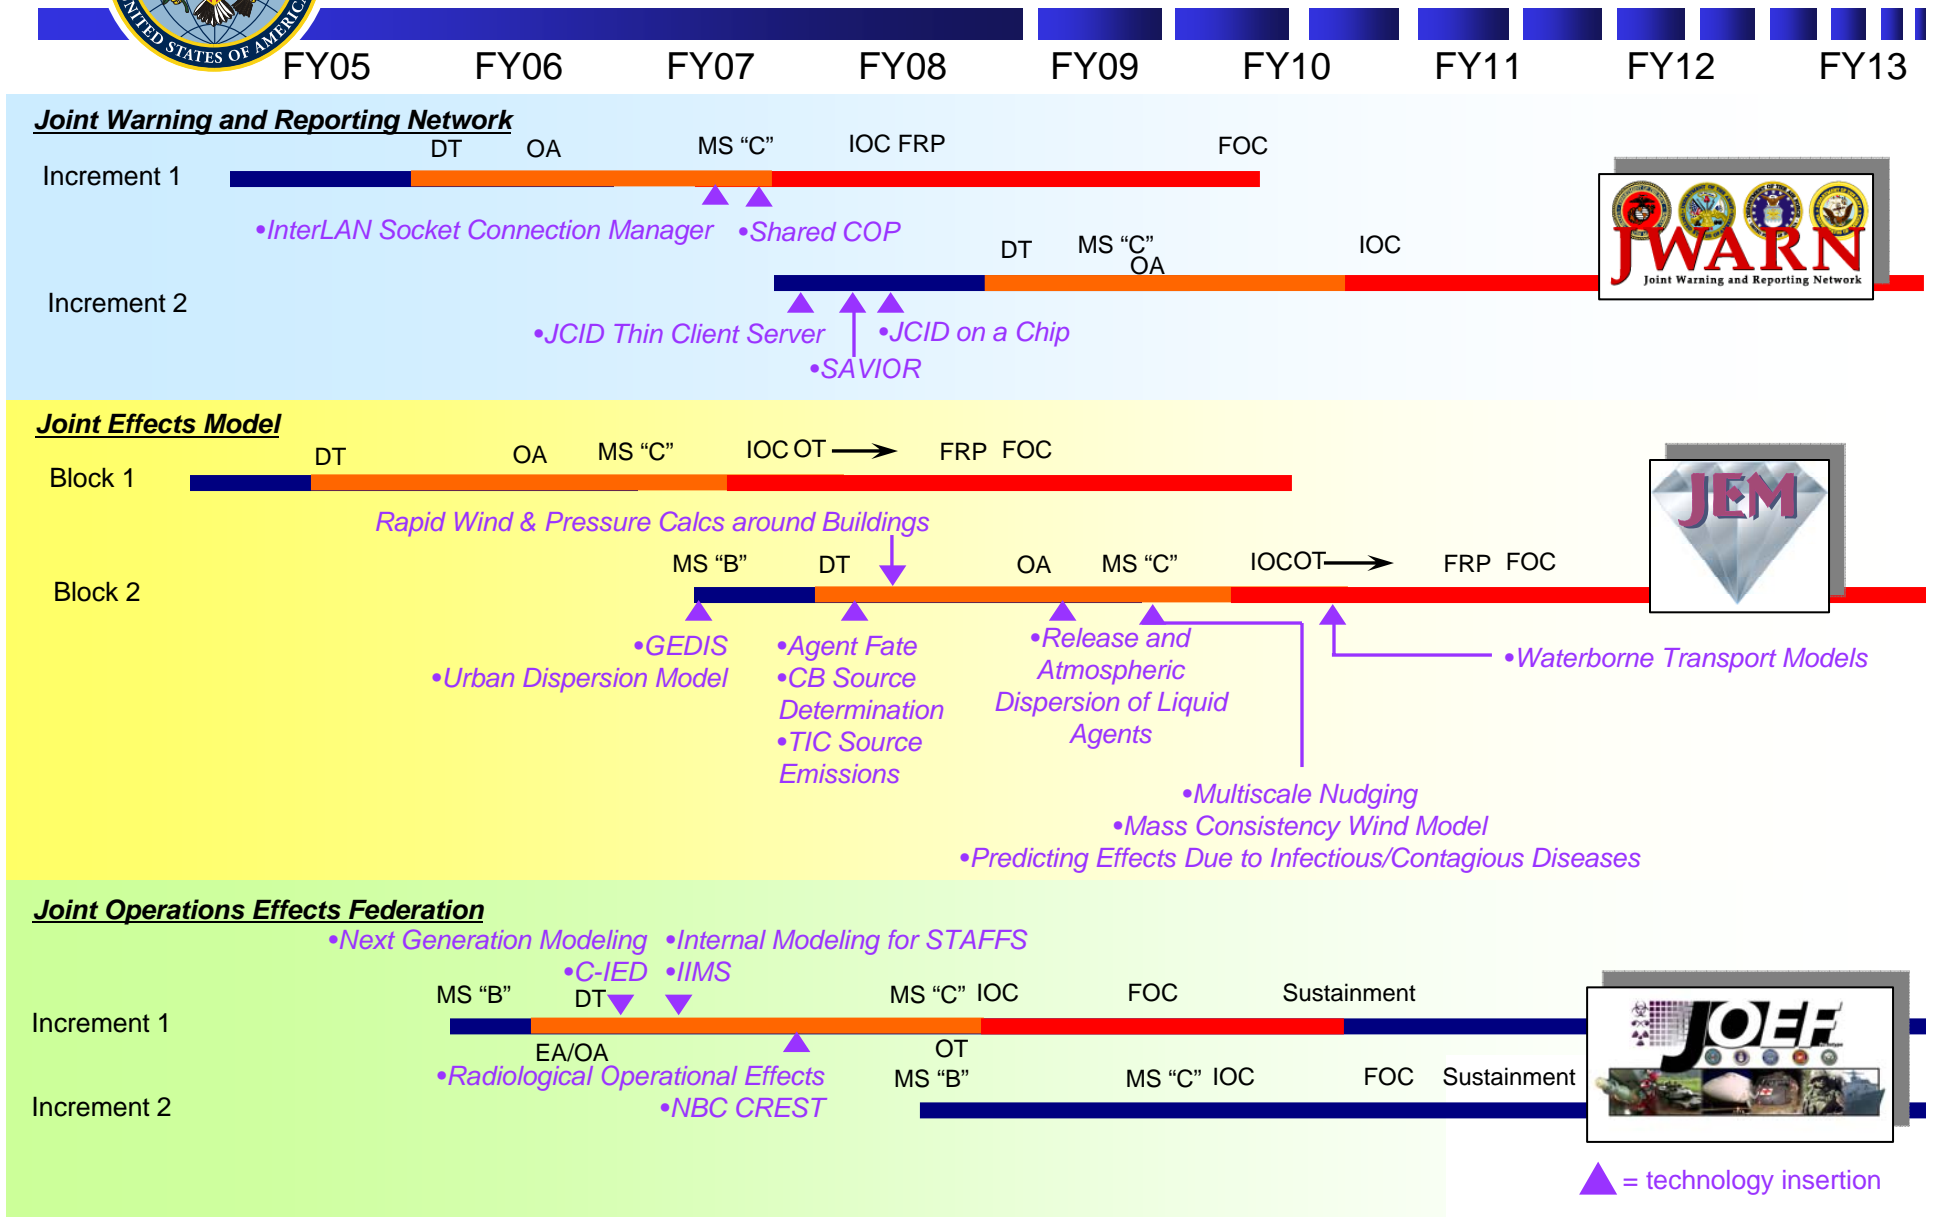 UNITED STATES OF AMERICA
FY05 FY06 FY07 FY08 FY09 FY10 FY11 FY12 FY13
Joint Warning and Reporting Network
DT OA MS “C” IOC FRP FOC
Increment 1
•InterLAN Socket Connection Manager •Shared COP
DT MS “C” IOC
OA
Increment 2
•JCID Thin Client Server •JCID on a Chip
•SAVIOR
JWARN
Joint Warning and Reporting Network
Joint Effects Model
DT OA MS “C” IOC OT FRP FOC
Block 1
Rapid Wind & Pressure Calcs around Buildings
MS “B” DT OA MS “C” IOC OT FRP FOC
Block 2
JEM
•GEDIS
•Urban Dispersion Model
•Agent Fate
•CB Source
Determination
•TIC Source
Emissions
•Release and
Atmospheric
Dispersion of Liquid
Agents
•Waterborne Transport Models
•Multiscale Nudging
•Mass Consistency Wind Model
•Predicting Effects Due to Infectious/Contagious Diseases
Joint Operations Effects Federation
•Next Generation Modeling •Internal Modeling for STAFFS
•C-IED •IIMS
MS “B” DT MS “C” IOC FOC Sustainment
Increment 1
EA/OA OT
•Radiological Operational Effects
MS “B” MS “C” IOC FOC Sustainment
Increment 2
•NBC CREST
JOEF
= technology insertion